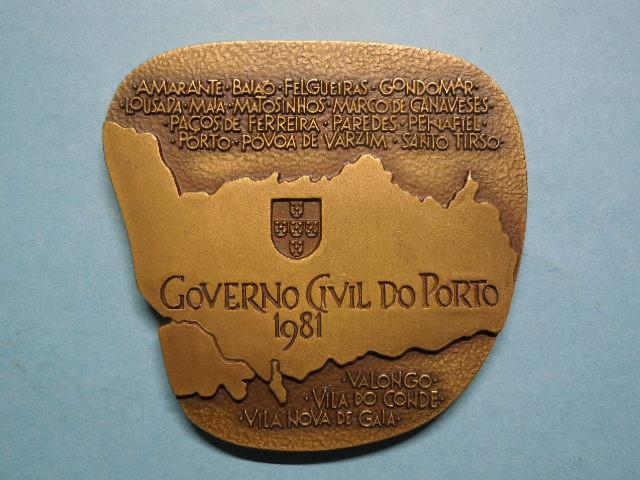 ·AMARANTE·BAIÃO·FELGUEIRAS·GONDOMAR·
·LOUSADA·MAIA·MATOSINHOS·MARCO DE CANAVESES·
·PAÇOS DE FERREIRA·PAREDES·PENAFIEL·
·PORTO·PÓVOA DE VARZIM·SANTO TIRSO·
GOVERNO CIVIL DO PORTO
1981
·VALONGO·
·VILA DO CONDE·
·VILA NOVA DE GAIA·